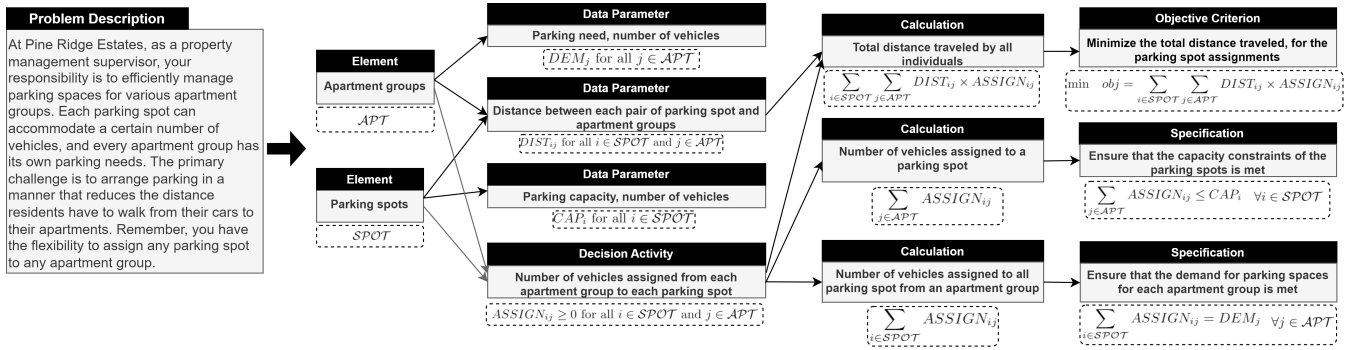 Problem Description
At Pine Ridge Estates, as a property
management supervisor, your
responsibility is to efficiently manage
parking spaces for various apartment
groups. Each parking spot can
accommodate a certain number of
vehicles, and every apartment group has
its own parking needs. The primary
challenge is to arrange parking in a
manner that reduces the distance
residents have to walk from their cars to
their apartments. Remember, you have
the flexibility to assign any parking spot
to any apartment group.
Element
Apartment groups
𝒜𝒫𝒯
Element
Parking spots
𝒮𝒫𝒪𝒯
Data Parameter
Parking need, number of vehicles
DEM_j for all j ∈ 𝒜𝒫𝒯
Data Parameter
Distance between each pair of parking spot and
apartment groups
DIST_ij for all i ∈ 𝒮𝒫𝒪𝒯 and j ∈ 𝒜𝒫𝒯
Data Parameter
Parking capacity, number of vehicles
CAP_i for all i ∈ 𝒮𝒫𝒪𝒯
Decision Activity
Number of vehicles assigned from each
apartment group to each parking spot
ASSIGN_ij ≥ 0 for all i ∈ 𝒮𝒫𝒪𝒯 and j ∈ 𝒜𝒫𝒯
Calculation
Total distance traveled by all
individuals
∑_{i∈𝒮𝒫𝒪𝒯} ∑_{j∈𝒜𝒫𝒯} DIST_ij × ASSIGN_ij
Calculation
Number of vehicles assigned to a
parking spot
∑_{j∈𝒜𝒫𝒯} ASSIGN_ij
Calculation
Number of vehicles assigned to all
parking spot from an apartment group
∑_{i∈𝒮𝒫𝒪𝒯} ASSIGN_ij
Objective Criterion
Minimize the total distance traveled, for the
parking spot assignments
min obj = ∑_{i∈𝒮𝒫𝒪𝒯} ∑_{j∈𝒜𝒫𝒯} DIST_ij × ASSIGN_ij
Specification
Ensure that the capacity constraints of the
parking spots is met
∑_{j∈𝒜𝒫𝒯} ASSIGN_ij ≤ CAP_i ∀i ∈ 𝒮𝒫𝒪𝒯
Specification
Ensure that the demand for parking spaces
for each apartment group is met
∑_{i∈𝒮𝒫𝒪𝒯} ASSIGN_ij = DEM_j ∀j ∈ 𝒜𝒫𝒯